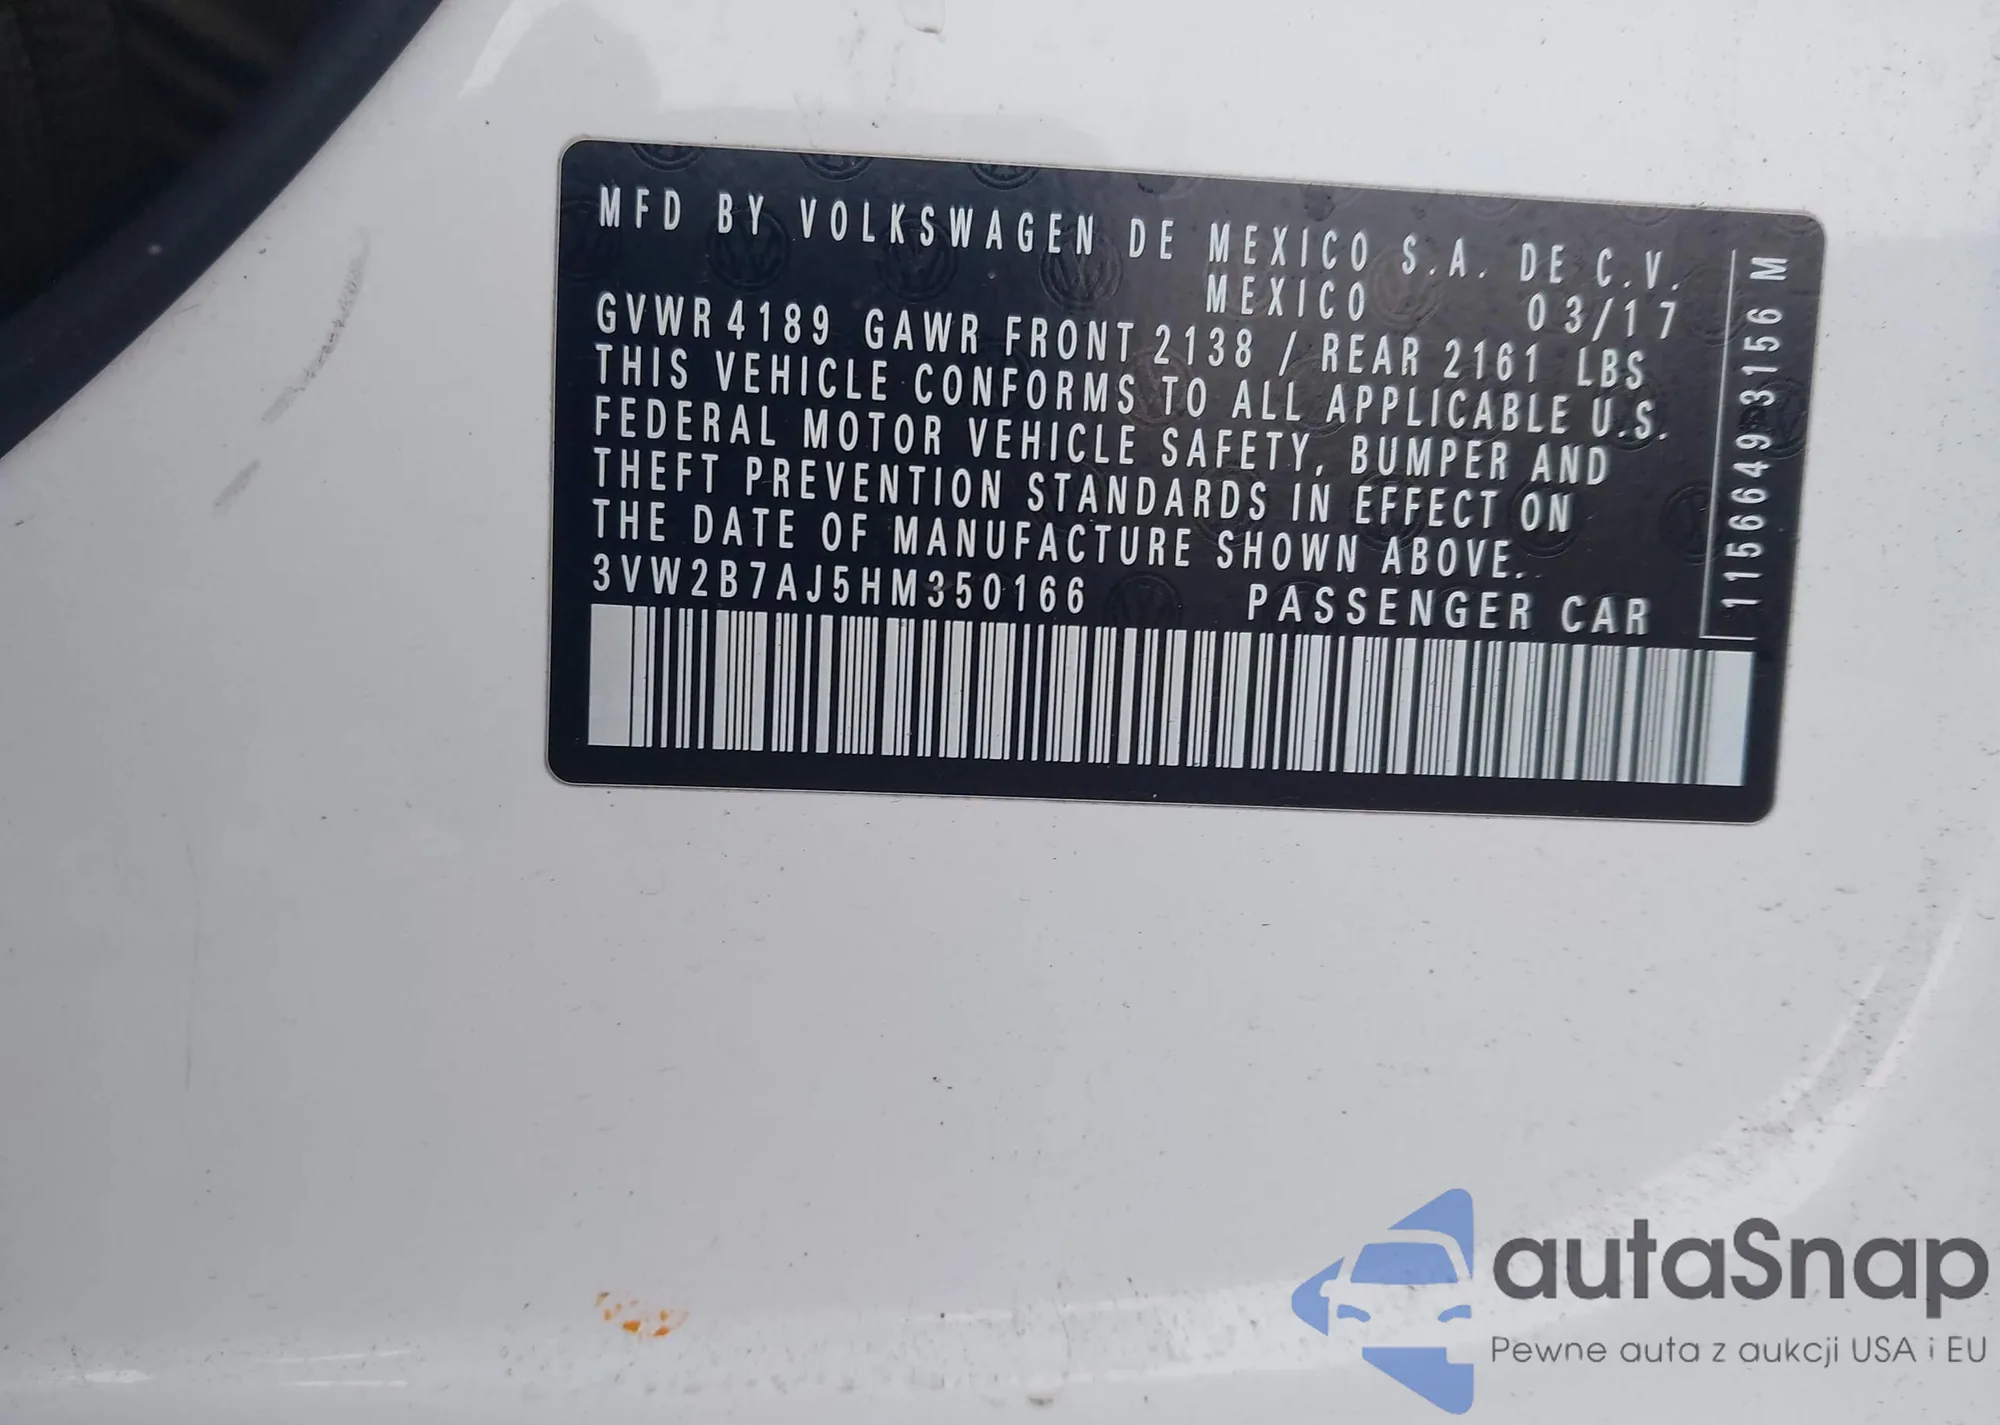 MFD BY VOLKSWAGEN DE MEXICO S.A. DE C.V.
MEXICO 03/17
GVWR 4189 GAWR FRONT 2138 / REAR 2161 LBS
THIS VEHICLE CONFORMS TO ALL APPLICABLE U.S.
FEDERAL MOTOR VEHICLE SAFETY, BUMPER AND
THEFT PREVENTION STANDARDS IN EFFECT ON
THE DATE OF MANUFACTURE SHOWN ABOVE.
3VW2B7AJ5HM350166 PASSENGER CAR
1156649 3156 M
autaSnap
Pewne auta z aukcji USA i EU